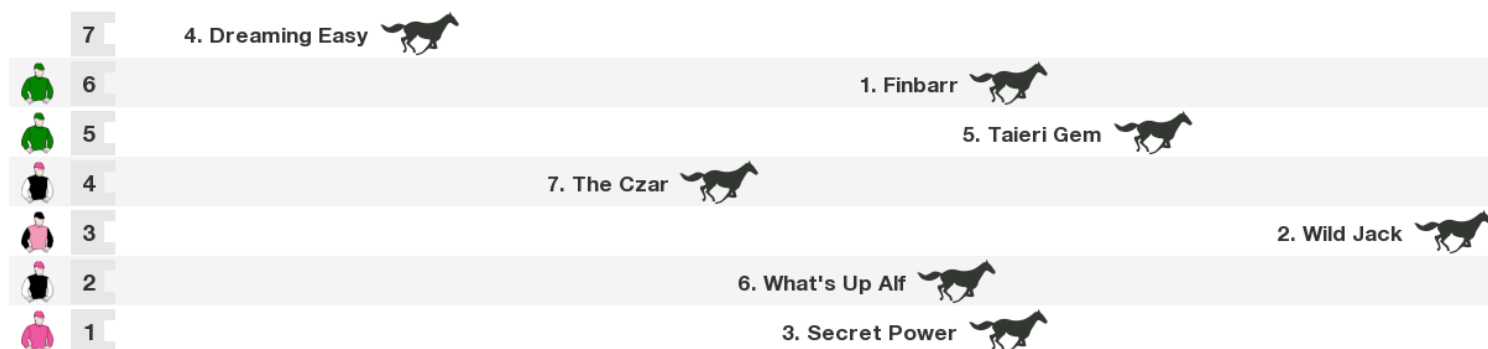 7 4. Dreaming Easy
6 1. Finbarr
5 5. Taieri Gem
4 7. The Czar
3 2. Wild Jack
2 6. What's Up Alf
1 3. Secret Power